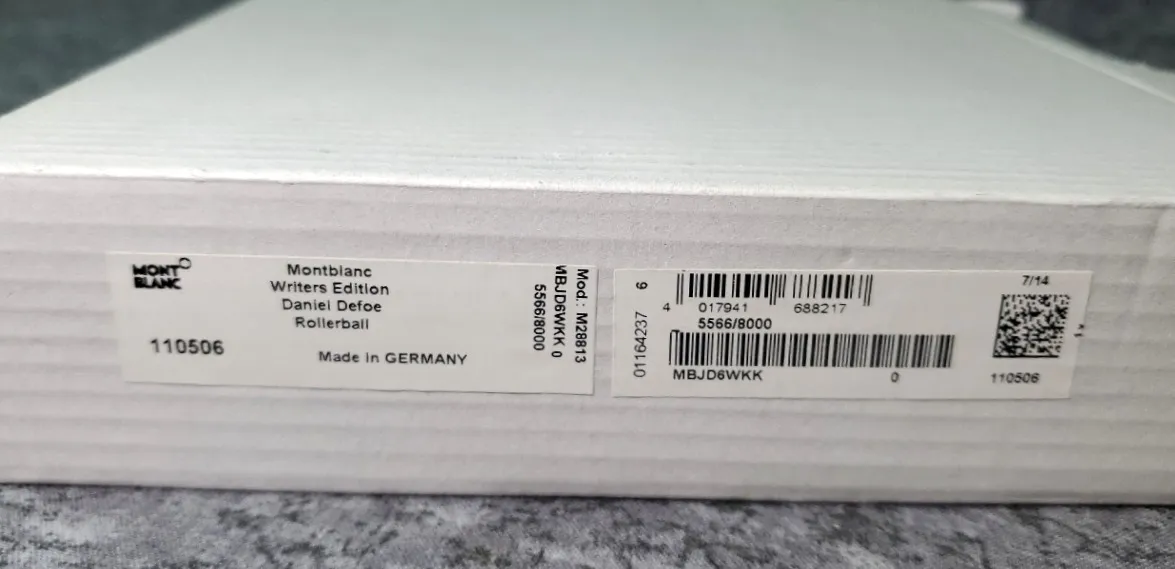 MONT
BLANC
Montblanc
Writers Edition
Daniel Defoe
Rollerball
110506
Made in GERMANY
Mod.: M28813
MBJD6WKK 0
5566/8000
01164237 6
4 017941 688217
5566/8000
MBJD6WKK 0
7/14
110506